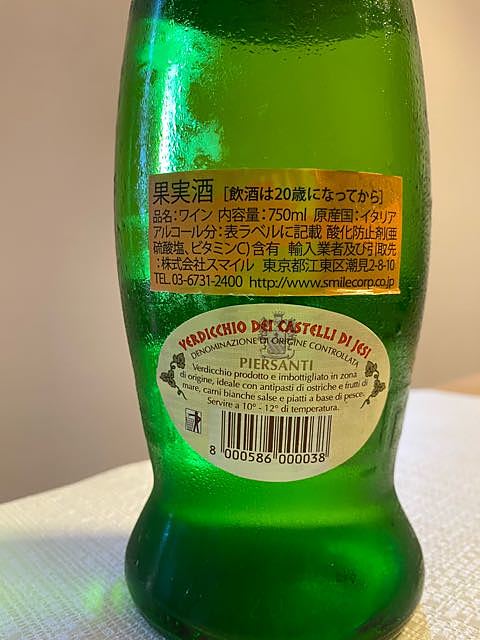 果実酒 [飲酒は20歳になってから]
品名：ワイン 内容量：750ml 原産国：イタリア
アルコール分：表ラベルに記載 酸化防止剤(亜
硫酸塩、ビタミンC)含有 輸入業者及び引取先
：株式会社スマイル 東京都江東区潮見2-8-10
TEL. 03-6731-2400 http://www.smilecorp.co.jp
VERDICCHIO DEI CASTELLI DI JESI
DENOMINAZIONE DI ORIGINE CONTROLLATA
PIERSANTI
Verdicchio prodotto e imbottigliato in zona
di origine, ideale con antipasti di ostriche e frutti di
mare, carni bianche salse e piatti a base di pesce.
Servire a 10° - 12° di temperatura.
8 000586 000038